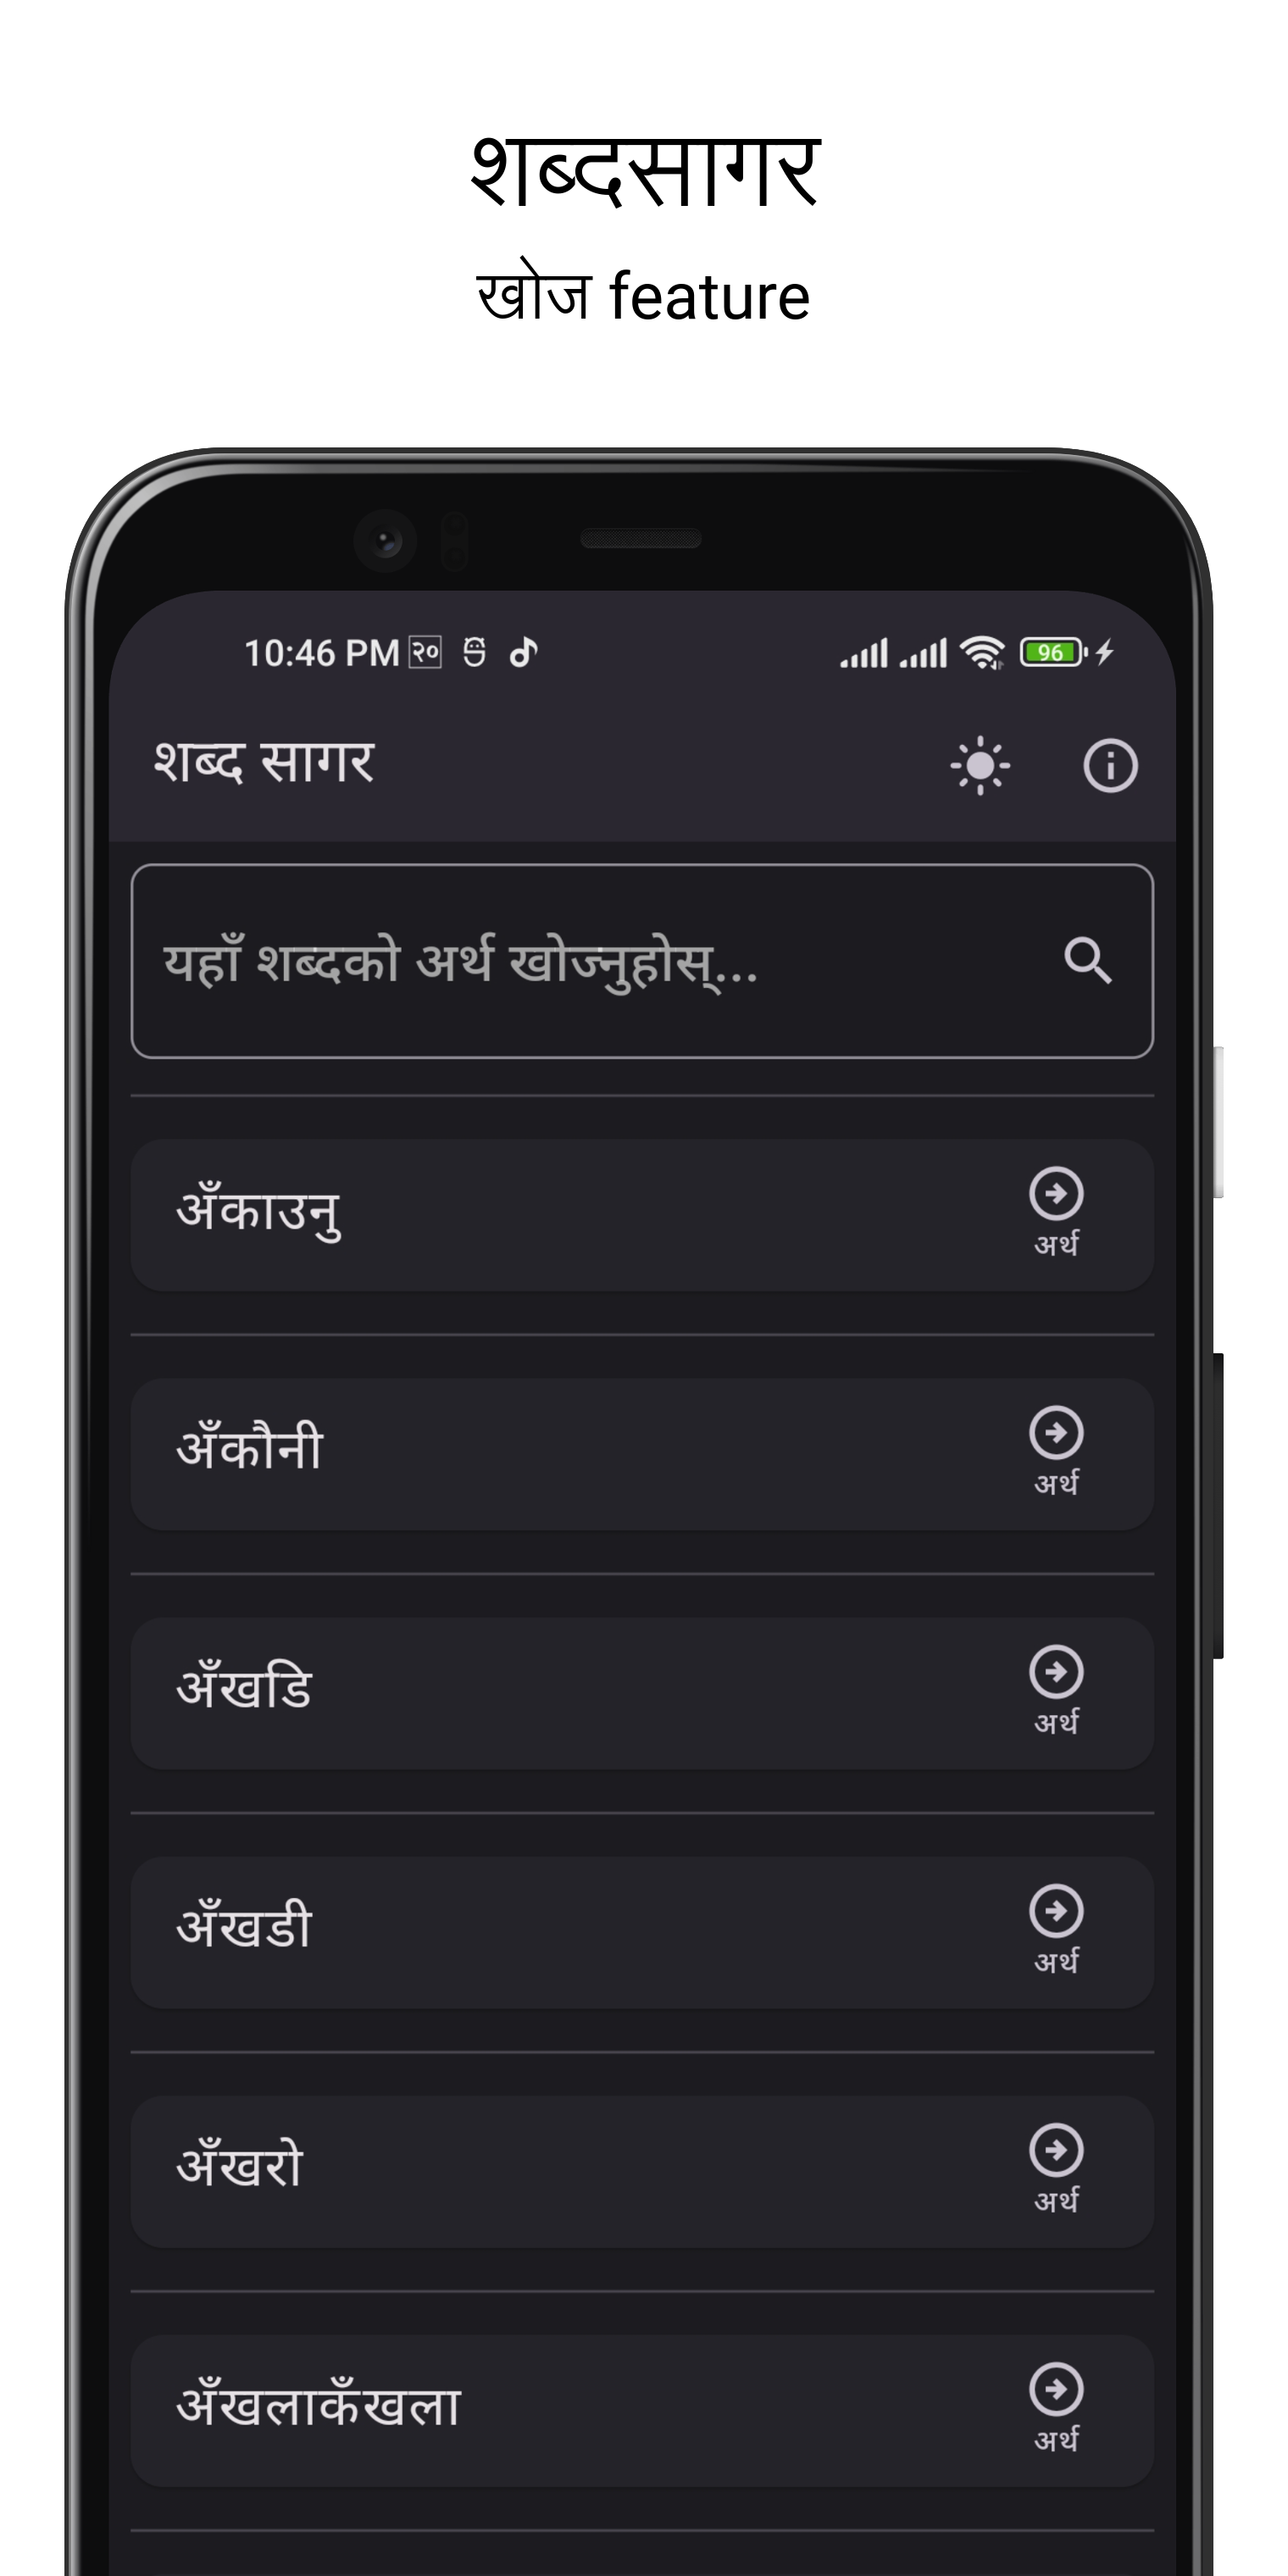 शब्दसागर
खोज feature
10:46 PM २० 96
शब्द सागर
यहाँ शब्दको अर्थ खोज्नुहोस्...
अँकाउनु
अर्थ
अँकौनी
अर्थ
अँखडि
अर्थ
अँखडी
अर्थ
अँखरो
अर्थ
अँखलाकँखला
अर्थ